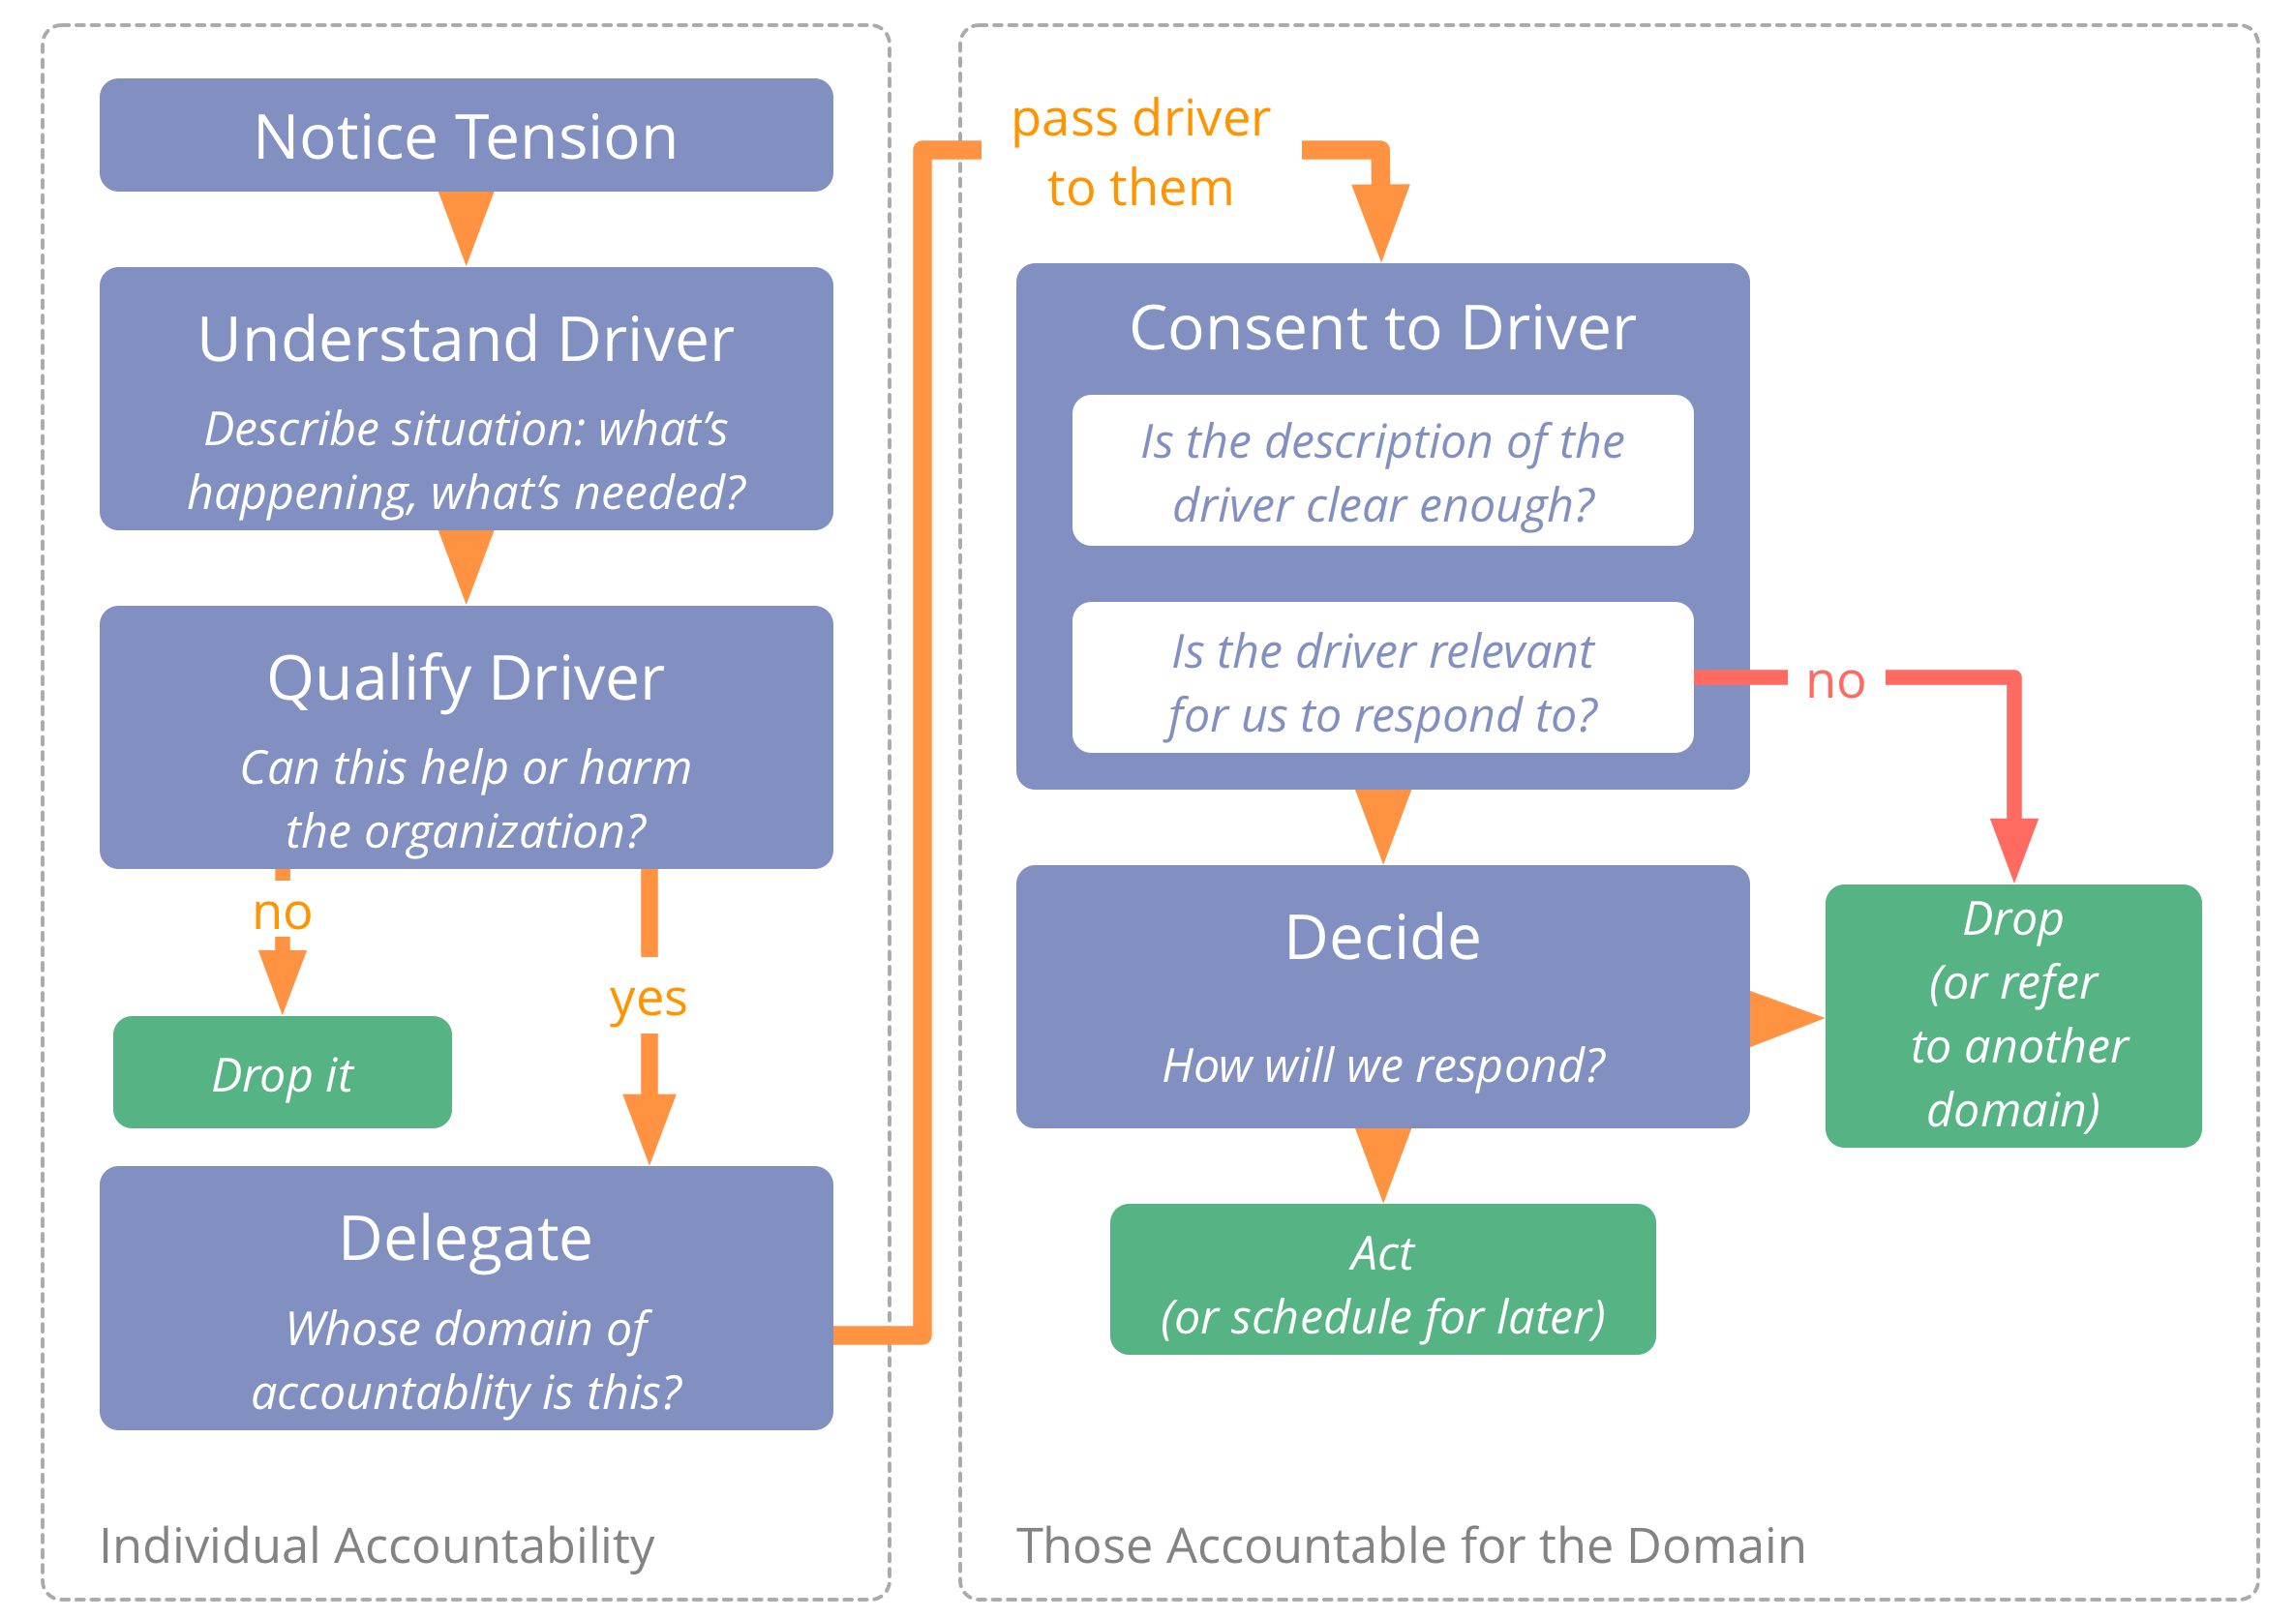 Notice Tension
Understand Driver
Describe situation: what’s
happening, what’s needed?
Qualify Driver
Can this help or harm
the organization?
no
yes
Drop it
Delegate
Whose domain of
accountablity is this?
Individual Accountability
pass driver
to them
Consent to Driver
Is the description of the
driver clear enough?
Is the driver relevant
for us to respond to?
no
Decide
How will we respond?
Drop
(or refer
to another
domain)
Act
(or schedule for later)
Those Accountable for the Domain